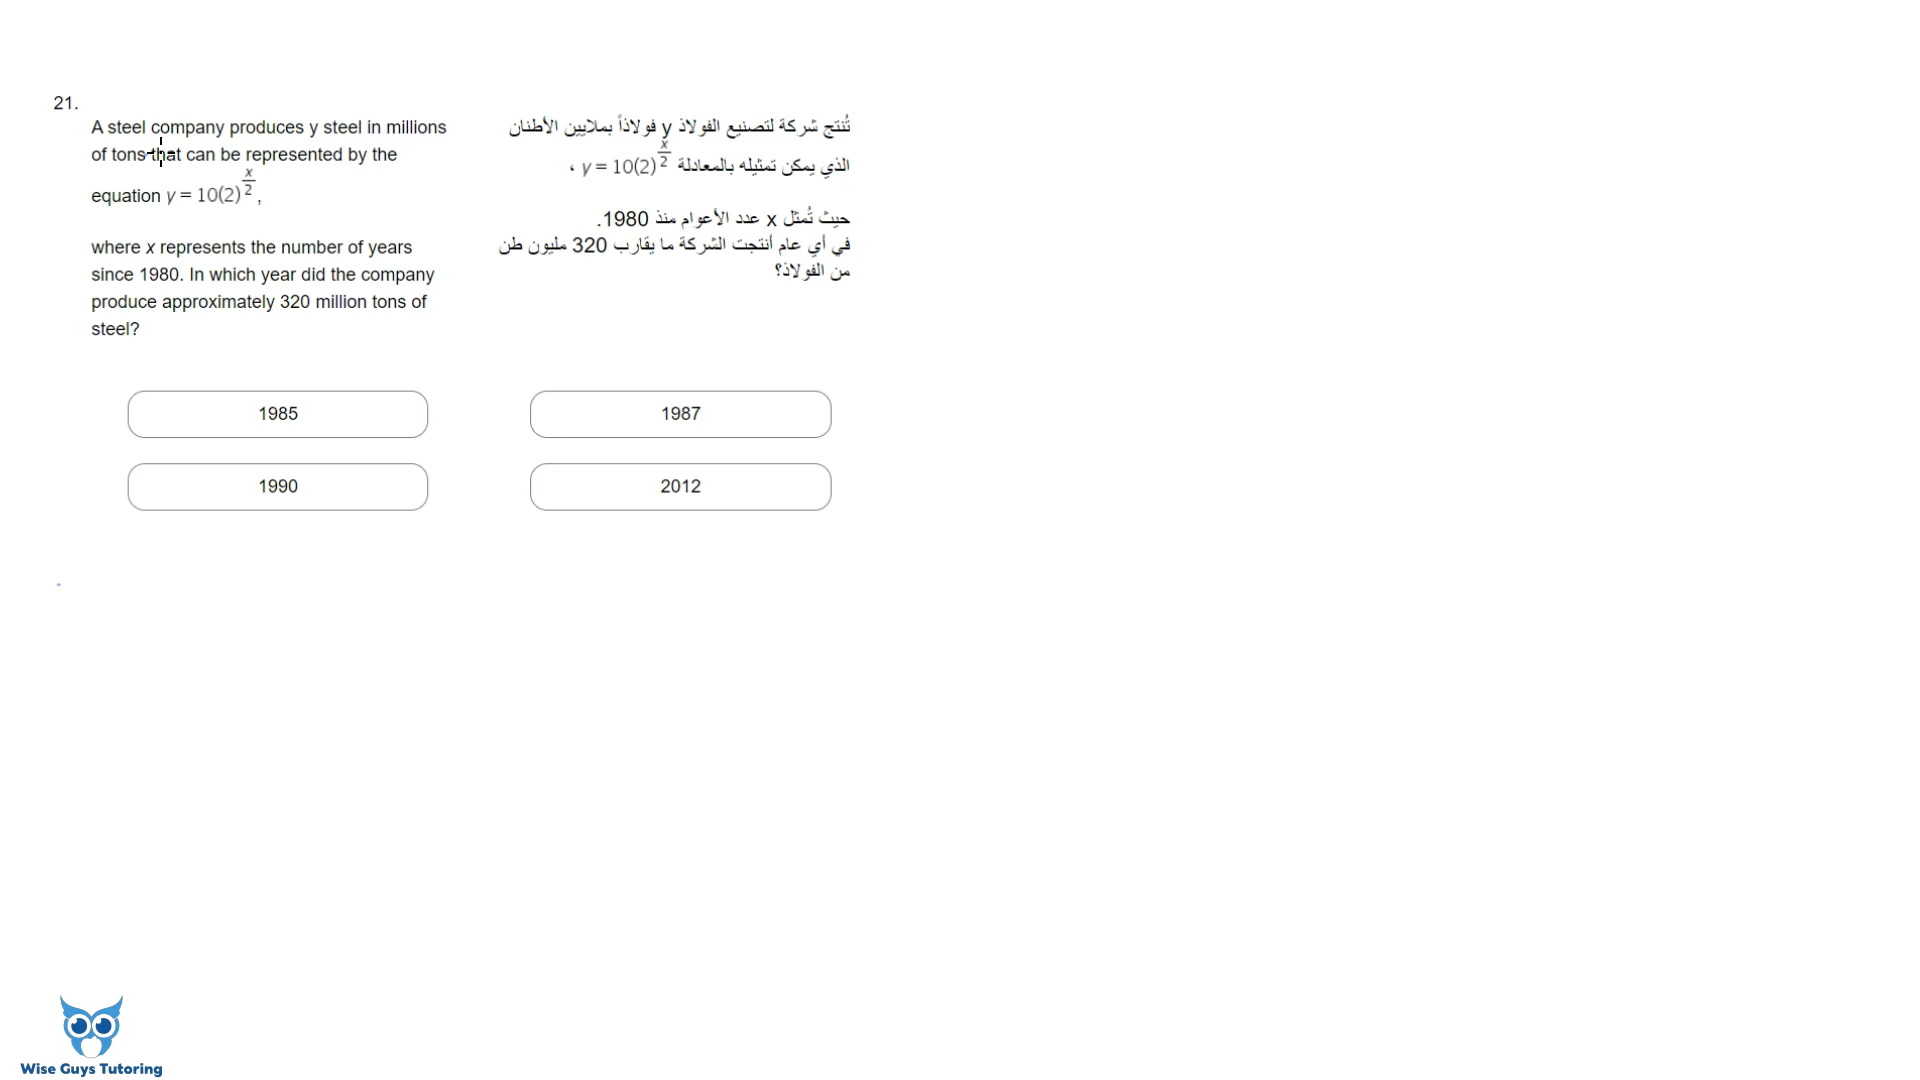 21.
A steel company produces y steel in millions
of tons that can be represented by the
equation y = 10(2)^{x/2},
where x represents the number of years
since 1980. In which year did the company
produce approximately 320 million tons of
steel?
تُنتج شركة لتصنيع الفولاذ y فولاذاً بملايين الأطنان
الذي يمكن تمثيله بالمعادلة y = 10(2)^{x/2} ،
حيث تُمثل x عدد الأعوام منذ 1980.
في أي عام أنتجت الشركة ما يقارب 320 مليون طن
من الفولاذ؟
1985
1987
1990
2012
Wise Guys Tutoring